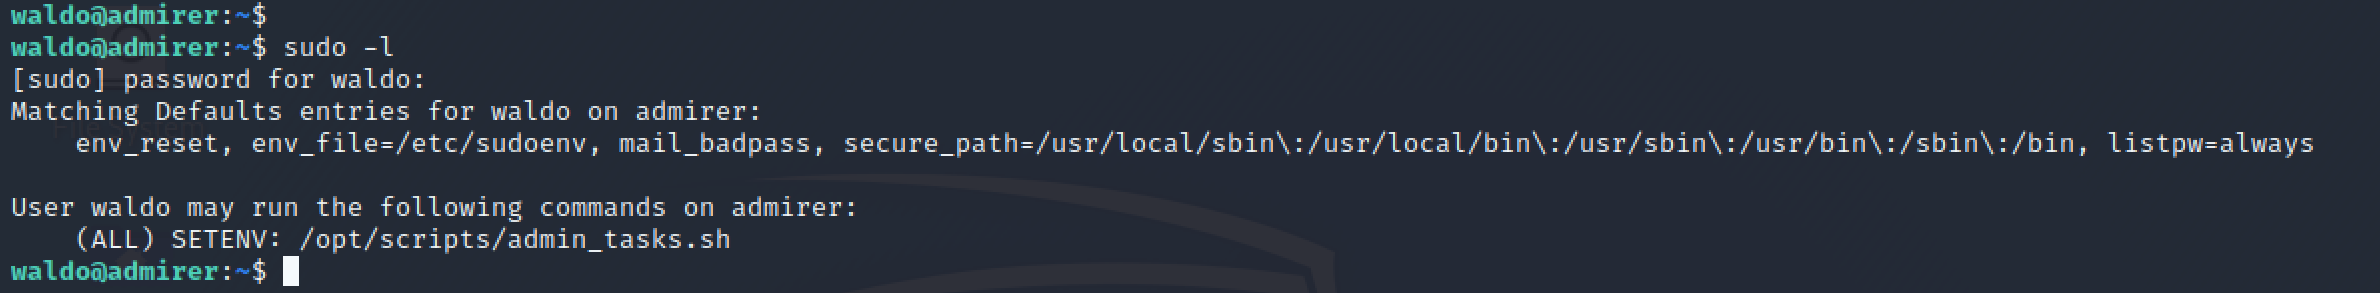 waldo@admirer:~$
waldo@admirer:~$ sudo -l
[sudo] password for waldo:
Matching Defaults entries for waldo on admirer:
    env_reset, env_file=/etc/sudoenv, mail_badpass, secure_path=/usr/local/sbin\:/usr/local/bin\:/usr/sbin\:/usr/bin\:/sbin\:/bin, listpw=always

User waldo may run the following commands on admirer:
    (ALL) SETENV: /opt/scripts/admin_tasks.sh
waldo@admirer:~$
File System